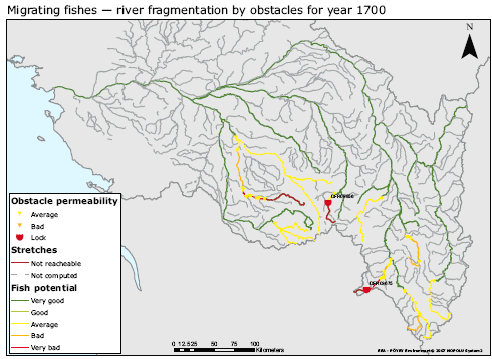 Migrating fishes — river fragmentation by obstacles for year 1700
N
Obstacle permeability
Average
Bad
Lock
Stretches
Not reacheable
Not computed
Fish potential
Very good
Good
Average
Bad
Very bad
0 12.5 25 50 75 100
Kilometers